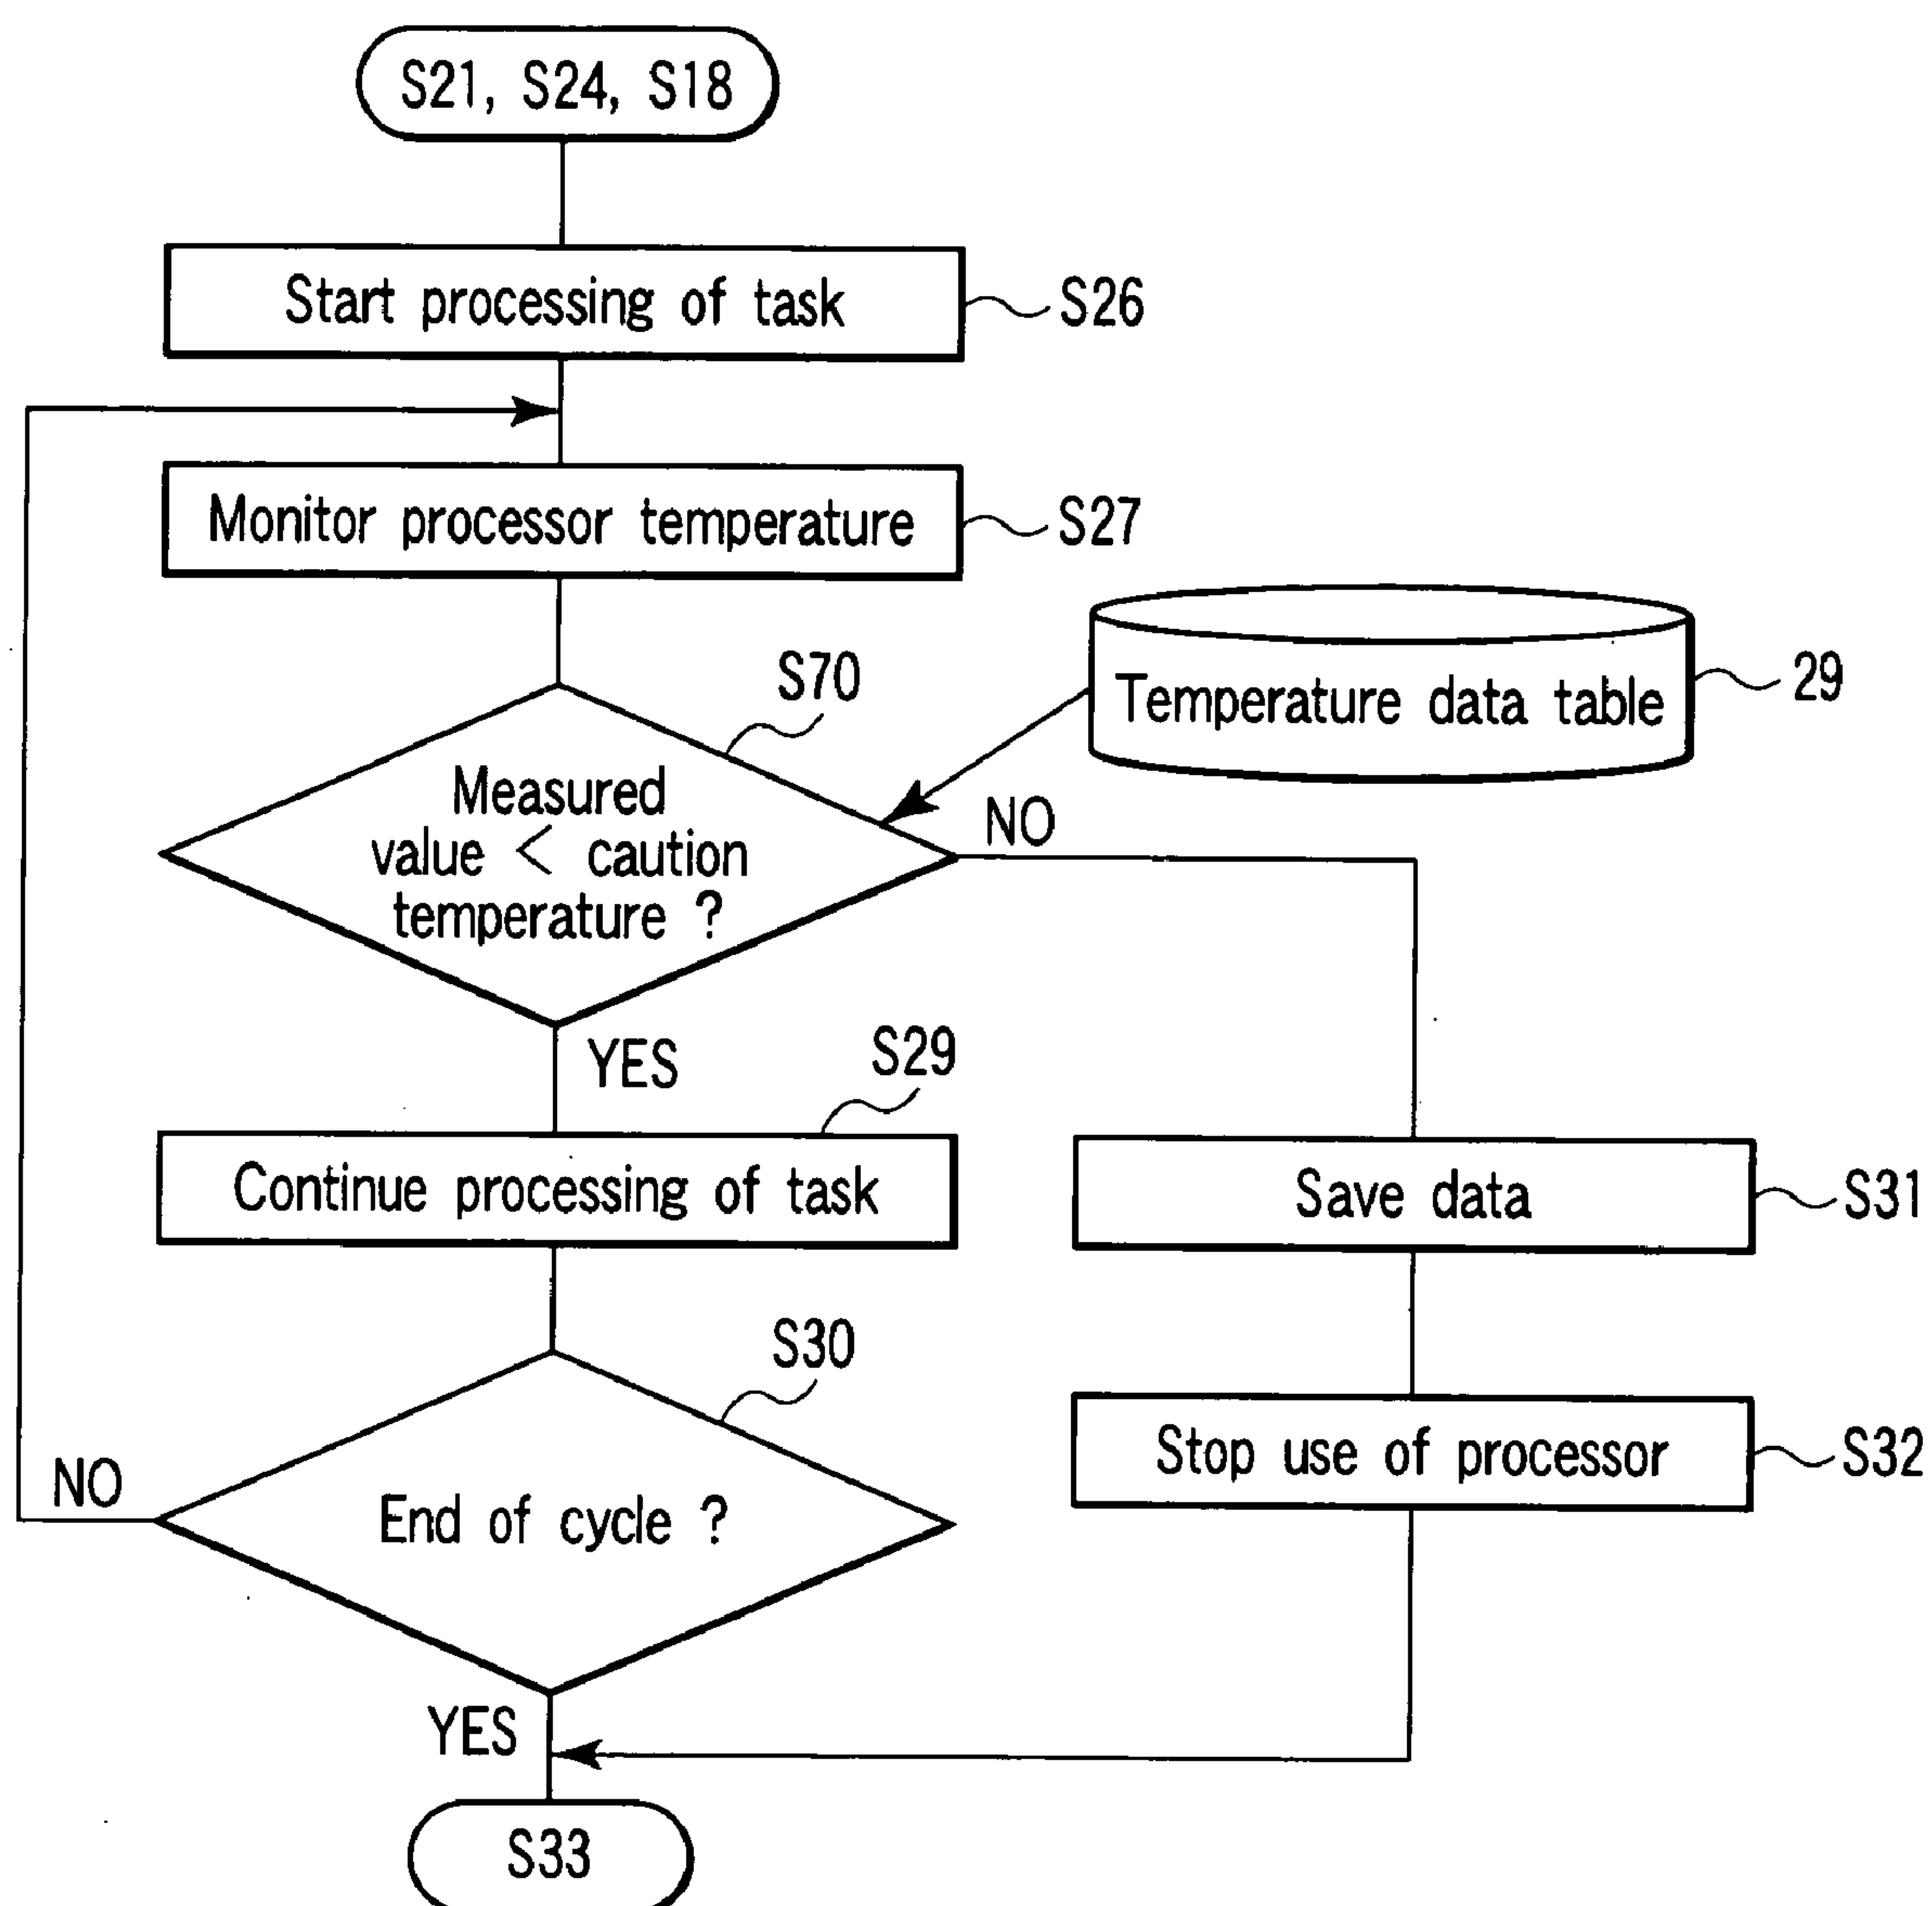 S21, S24, S18
Start processing of task
S26
Monitor processor temperature
S27
Temperature data table
29
S70
Measured
value < caution
temperature ?
NO
YES
S29
Continue processing of task
Save data
S31
S30
End of cycle ?
NO
Stop use of processor
S32
YES
S33